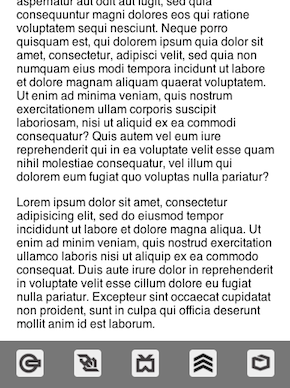 aspernatur aut odit aut fugit, sed quia
consequuntur magni dolores eos qui ratione
voluptatem sequi nesciunt. Neque porro
quisquam est, qui dolorem ipsum quia dolor sit
amet, consectetur, adipisci velit, sed quia non
numquam eius modi tempora incidunt ut labore
et dolore magnam aliquam quaerat voluptatem.
Ut enim ad minima veniam, quis nostrum
exercitationem ullam corporis suscipit
laboriosam, nisi ut aliquid ex ea commodi
consequatur? Quis autem vel eum iure
reprehenderit qui in ea voluptate velit esse quam
nihil molestiae consequatur, vel illum qui
dolorem eum fugiat quo voluptas nulla pariatur?
Lorem ipsum dolor sit amet, consectetur
adipisicing elit, sed do eiusmod tempor
incididunt ut labore et dolore magna aliqua. Ut
enim ad minim veniam, quis nostrud exercitation
ullamco laboris nisi ut aliquip ex ea commodo
consequat. Duis aute irure dolor in reprehenderit
in voluptate velit esse cillum dolore eu fugiat
nulla pariatur. Excepteur sint occaecat cupidatat
non proident, sunt in culpa qui officia deserunt
mollit anim id est laborum.